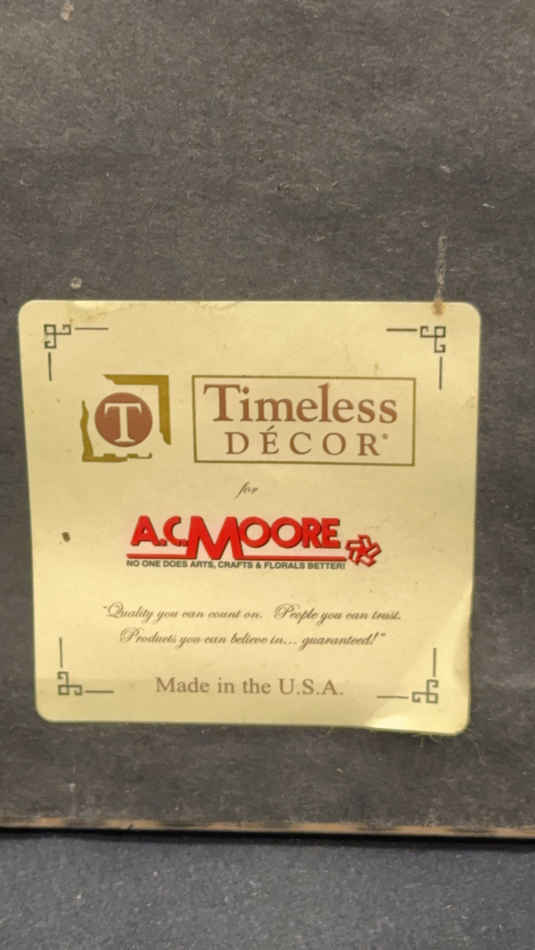 T
Timeless
DÉCOR®
for
A.C. MOORE
NO ONE DOES ARTS, CRAFTS & FLORALS BETTER!
"Quality you can count on. People you can trust.
Products you can believe in... guaranteed!"
Made in the U.S.A.